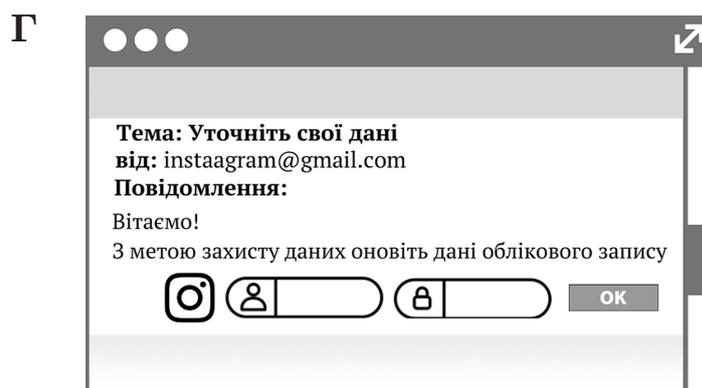 Г
Тема: Уточніть свої дані
від: instaagram@gmail.com
Повідомлення:
Вітаємо!
З метою захисту даних оновіть дані облікового запису
OK